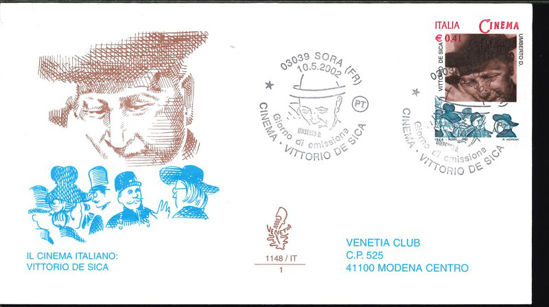 ITALIA CINEMA
€ 0,41
VITTORIO DE SICA
UMBERTO D.
03039 SORA (FR)
10.5.2002
Giorno di emissione
CINEMA - VITTORIO DE SICA
PT
IL CINEMA ITALIANO:
VITTORIO DE SICA
VENETIA
1148 / IT
1
VENETIA CLUB
C.P. 525
41100 MODENA CENTRO
0303
Giorno di emissione
CINEMA - VITTORIO DE SICA